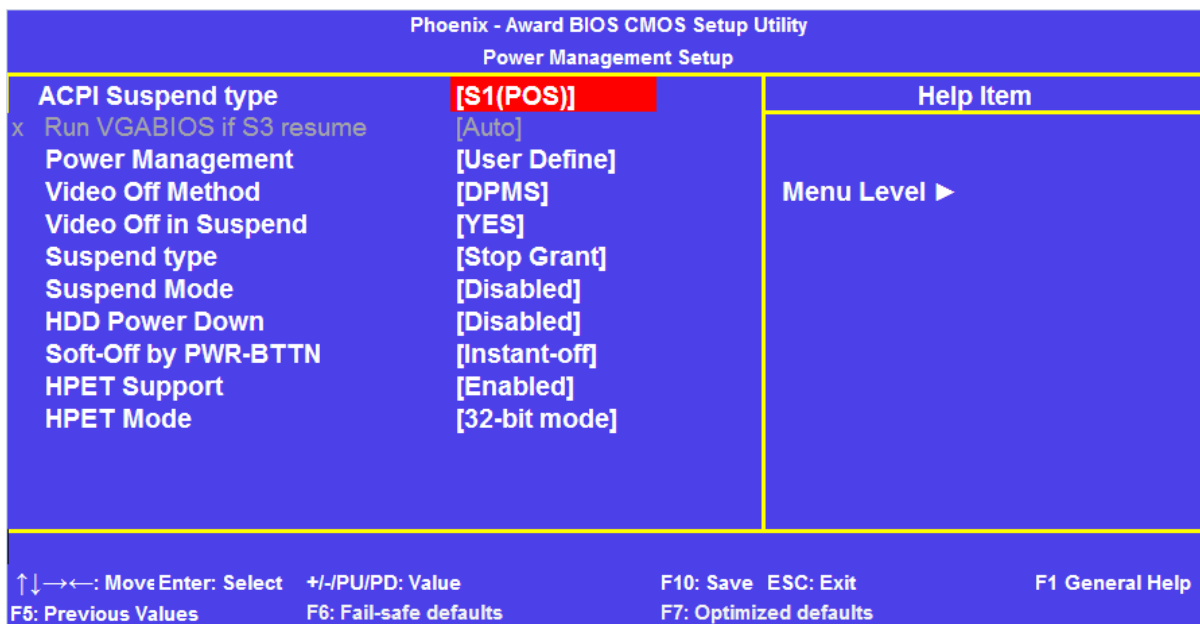 Phoenix - Award BIOS CMOS Setup Utility
Power Management Setup
ACPI Suspend type [S1(POS)]
x Run VGABIOS if S3 resume [Auto]
Power Management [User Define]
Video Off Method [DPMS]
Video Off in Suspend [YES]
Suspend type [Stop Grant]
Suspend Mode [Disabled]
HDD Power Down [Disabled]
Soft-Off by PWR-BTTN [Instant-off]
HPET Support [Enabled]
HPET Mode [32-bit mode]
Help Item
Menu Level ►
↑↓→←: Move Enter: Select +/-/PU/PD: Value F10: Save ESC: Exit F1 General Help
F5: Previous Values F6: Fail-safe defaults F7: Optimized defaults